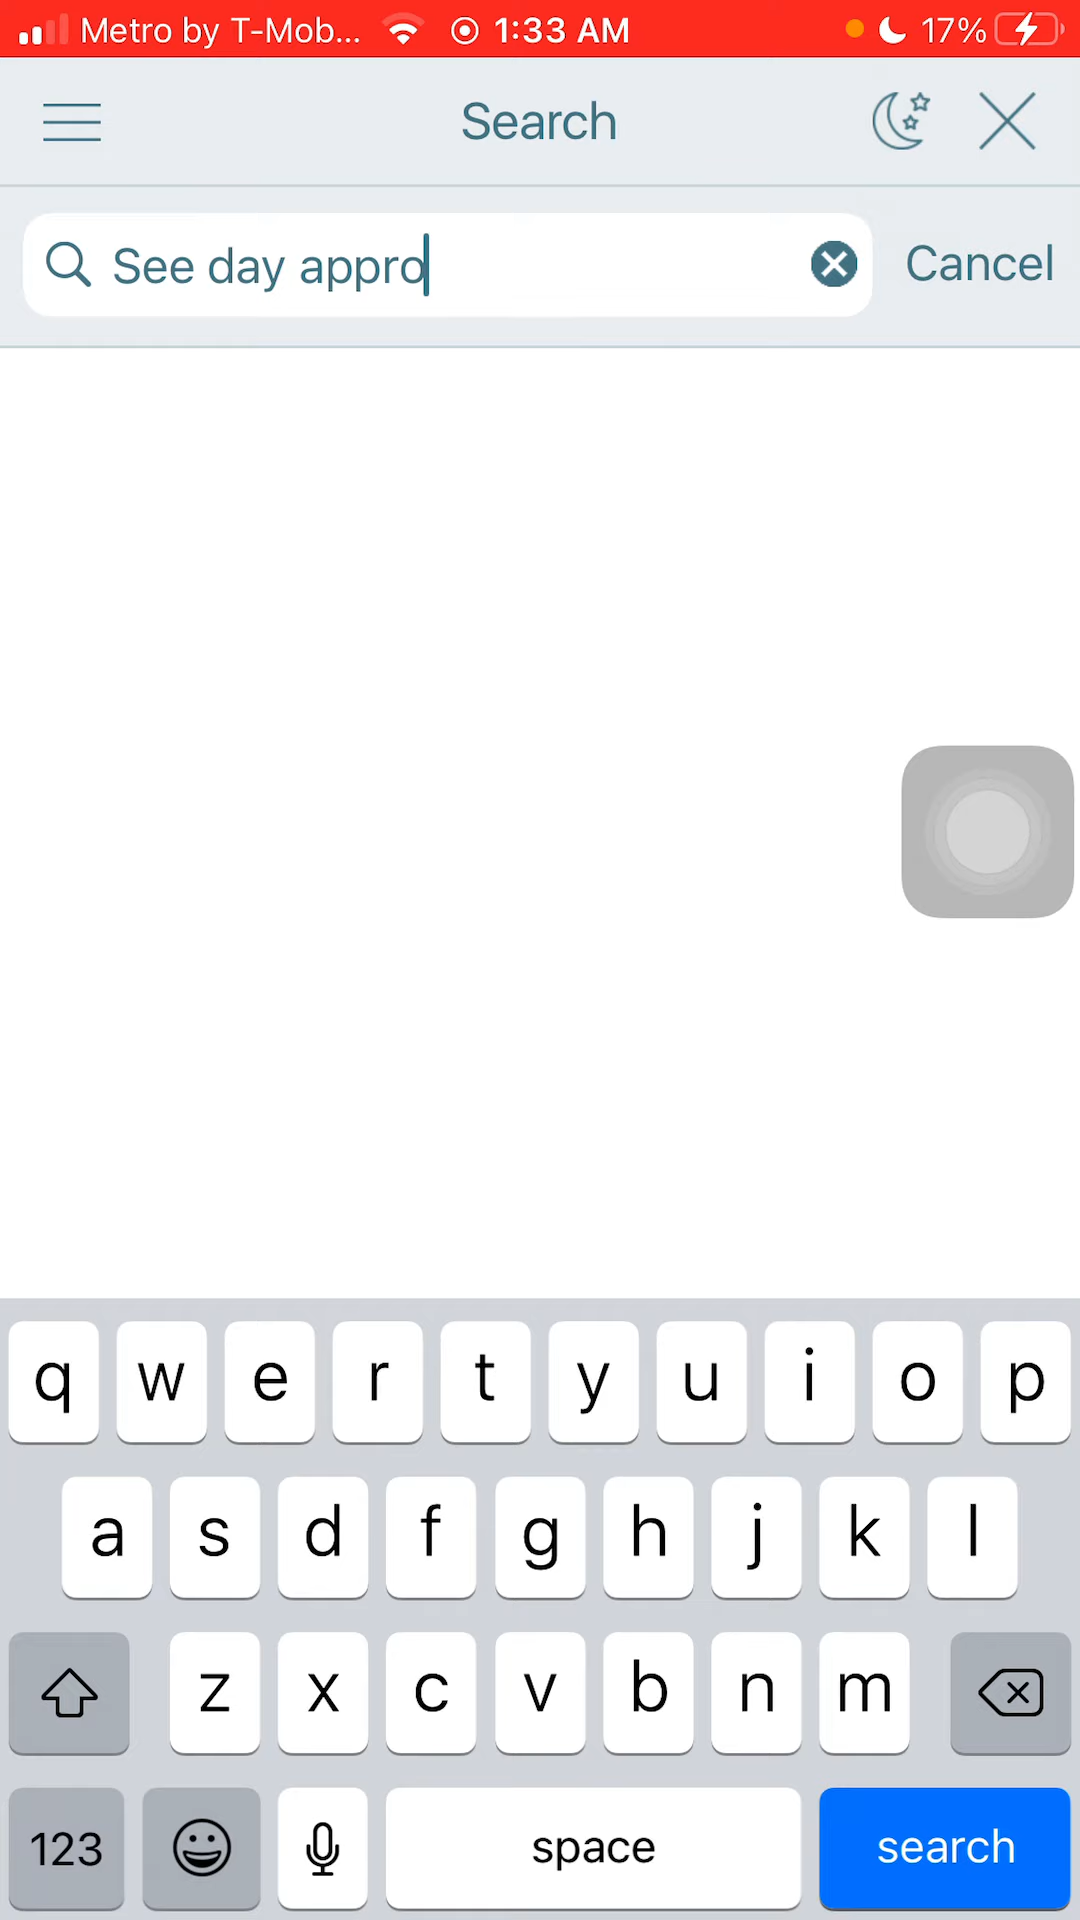 Metro by T-Mob... 1:33 AM 17%
Search
See day appro
Cancel
q w e r t y u i o p
a s d f g h j k l
z x c v b n m
123 space search